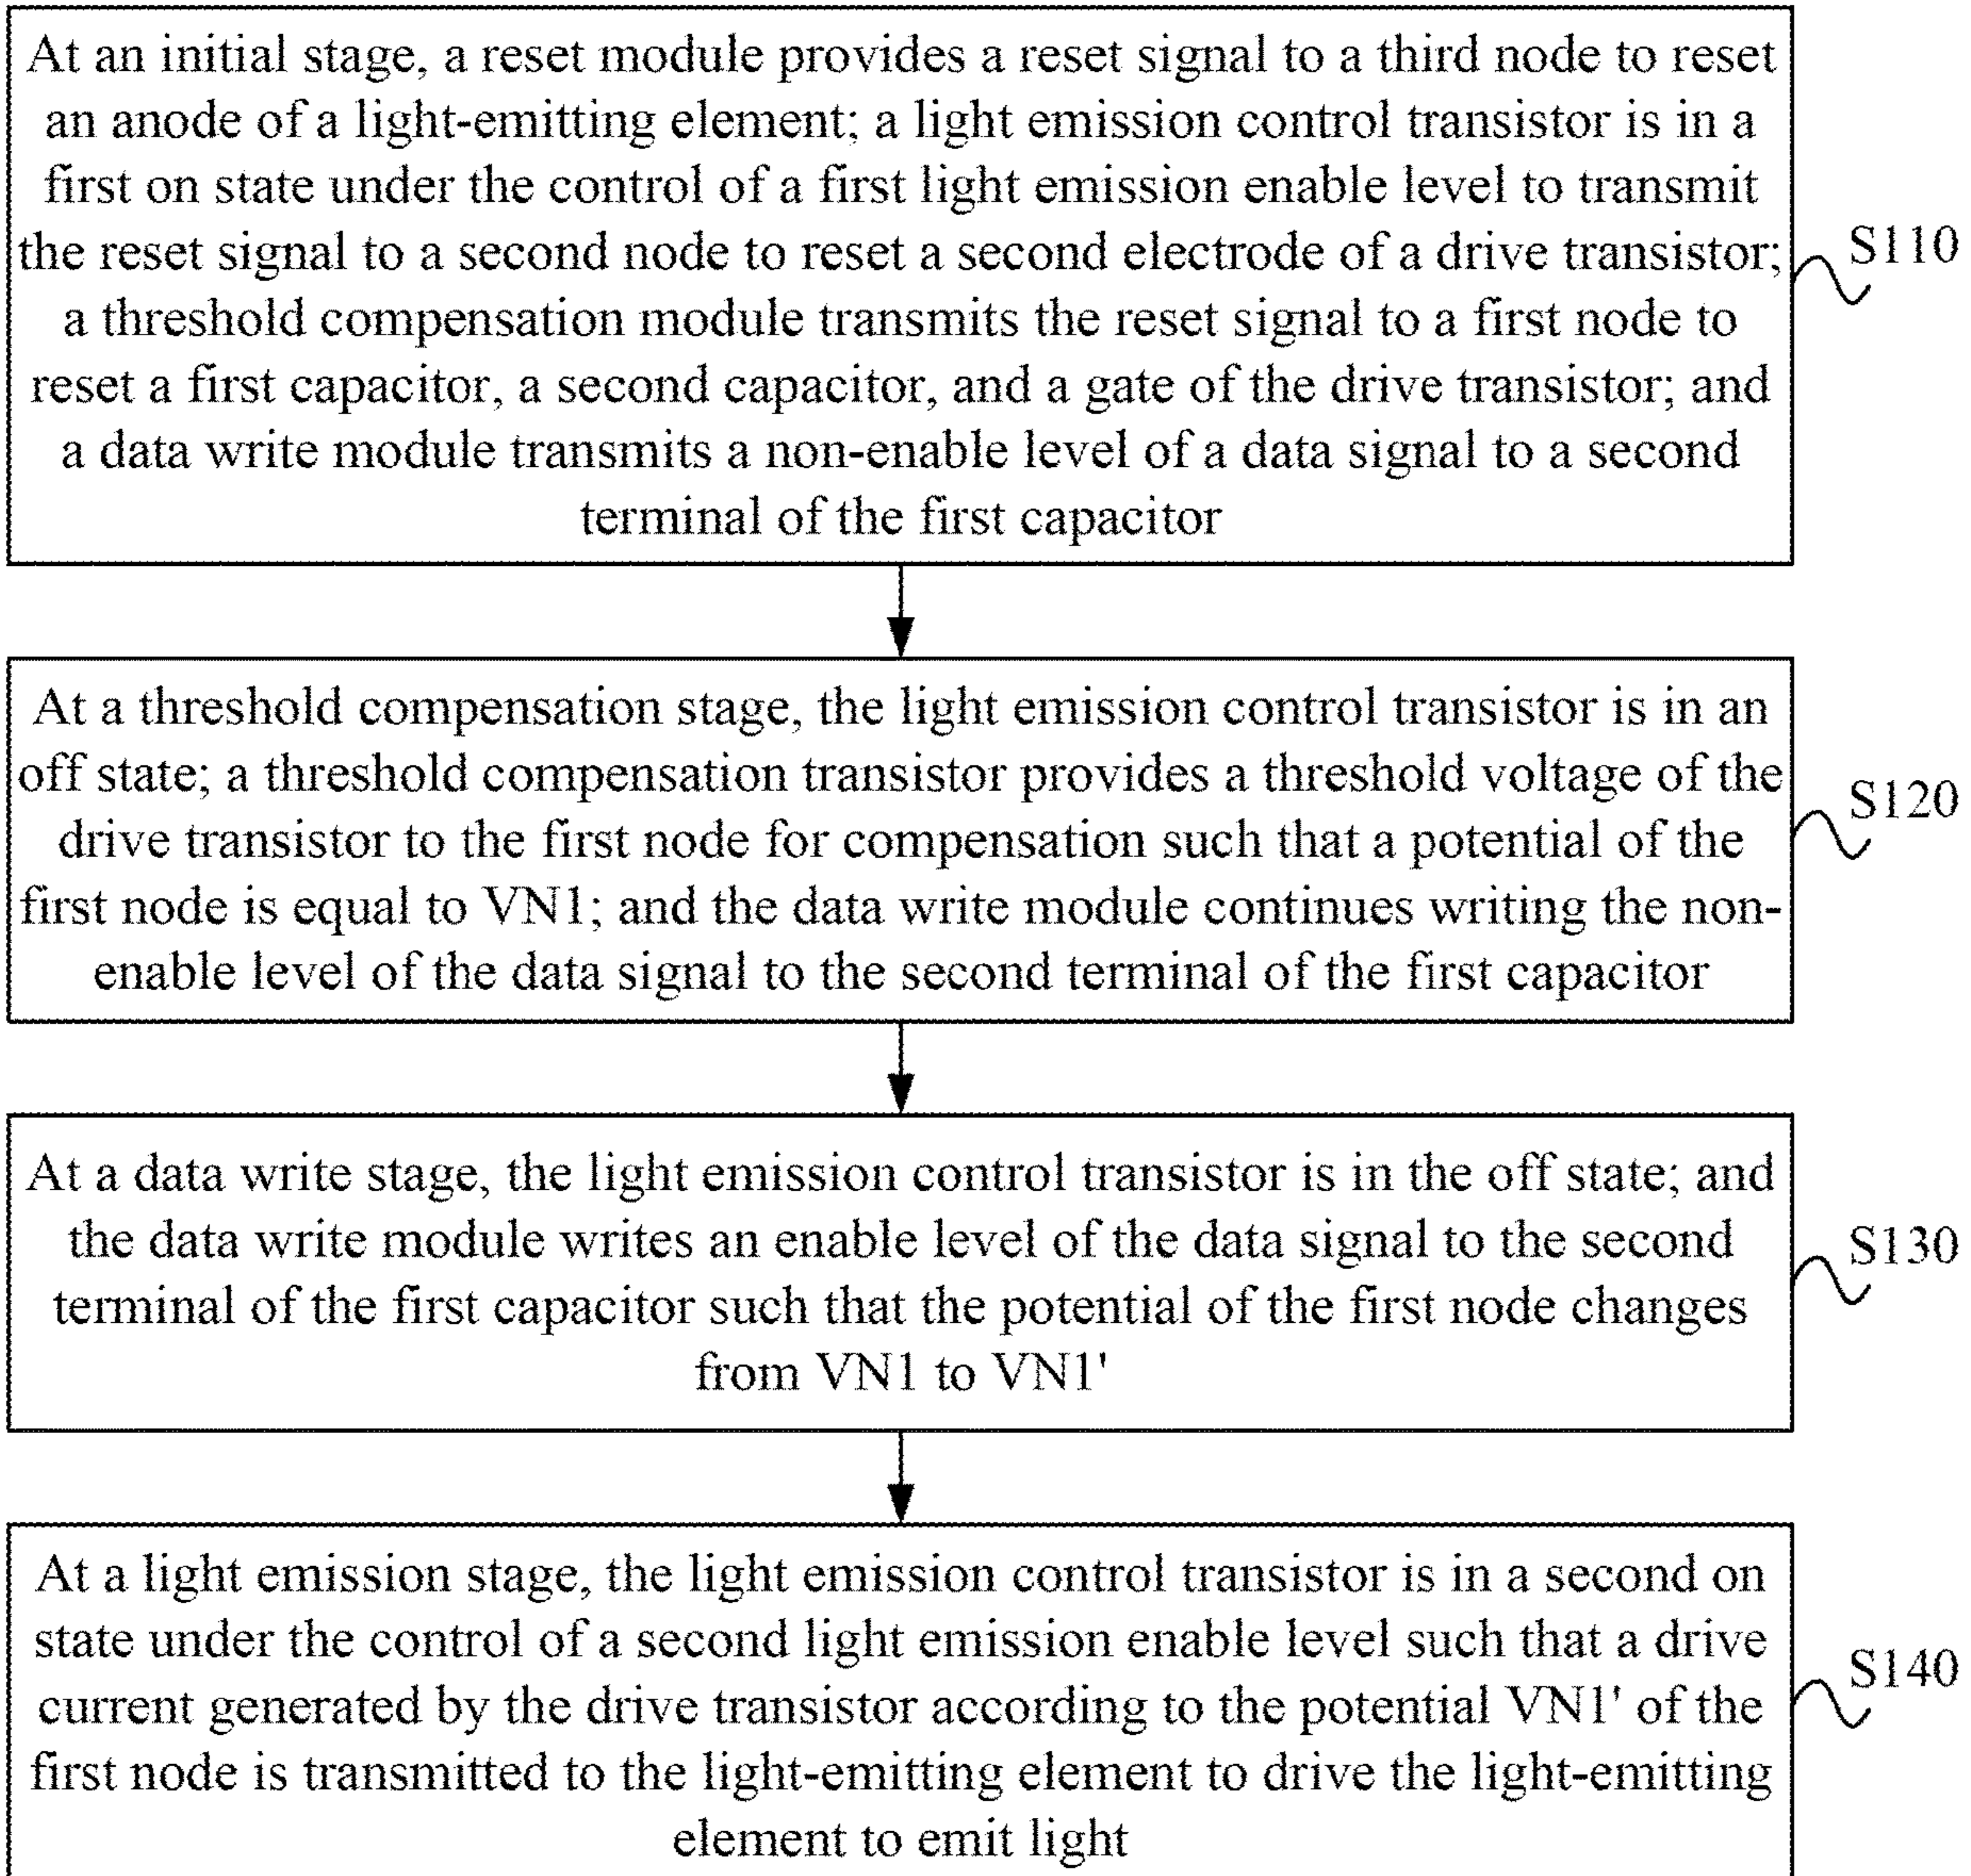 At an initial stage, a reset module provides a reset signal to a third node to reset
an anode of a light-emitting element; a light emission control transistor is in a
first on state under the control of a first light emission enable level to transmit
the reset signal to a second node to reset a second electrode of a drive transistor;
a threshold compensation module transmits the reset signal to a first node to
reset a first capacitor, a second capacitor, and a gate of the drive transistor; and
a data write module transmits a non-enable level of a data signal to a second
terminal of the first capacitor
S110
At a threshold compensation stage, the light emission control transistor is in an
off state; a threshold compensation transistor provides a threshold voltage of the
drive transistor to the first node for compensation such that a potential of the
first node is equal to VN1; and the data write module continues writing the non-
enable level of the data signal to the second terminal of the first capacitor
S120
At a data write stage, the light emission control transistor is in the off state; and
the data write module writes an enable level of the data signal to the second
terminal of the first capacitor such that the potential of the first node changes
from VN1 to VN1'
S130
At a light emission stage, the light emission control transistor is in a second on
state under the control of a second light emission enable level such that a drive
current generated by the drive transistor according to the potential VN1' of the
first node is transmitted to the light-emitting element to drive the light-emitting
element to emit light
S140